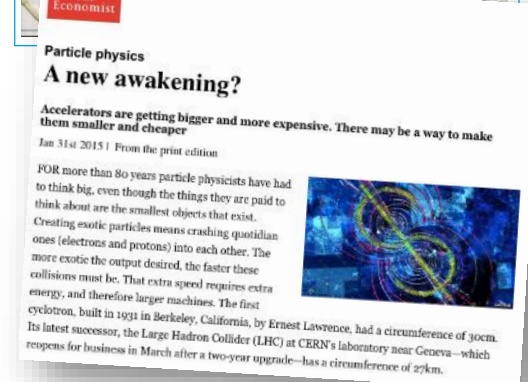 Economist
Particle physics
A new awakening?
Accelerators are getting bigger and more expensive. There may be a way to make
them smaller and cheaper
Jan 31st 2015 | From the print edition
FOR more than 80 years particle physicists have had
to think big, even though the things they are paid to
think about are the smallest objects that exist.
Creating exotic particles means crashing quotidian
ones (electrons and protons) into each other. The
more exotic the output desired, the faster these
collisions must be. That extra speed requires extra
energy, and therefore larger machines. The first
cyclotron, built in 1931 in Berkeley, California, by Ernest Lawrence, had a circumference of 30cm.
Its latest successor, the Large Hadron Collider (LHC) at CERN's laboratory near Geneva—which
reopens for business in March after a two-year upgrade—has a circumference of 27km.